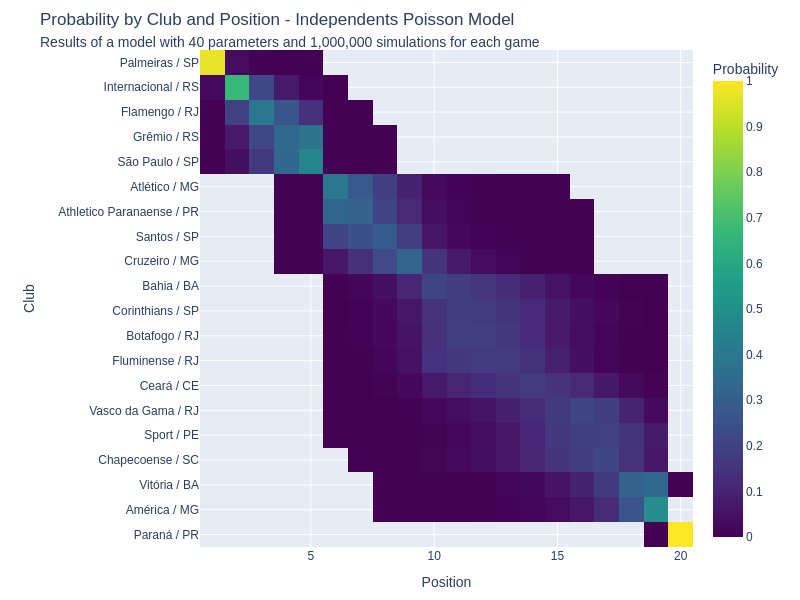 Probability by Club and Position - Independents Poisson Model
Results of a model with 40 parameters and 1,000,000 simulations for each game
Probability
Palmeiras / SP
Internacional / RS
Flamengo / RJ
Grêmio / RS
São Paulo / SP
Atlético / MG
Athletico Paranaense / PR
Santos / SP
Cruzeiro / MG
Bahia / BA
Corinthians / SP
Botafogo / RJ
Fluminense / RJ
Ceará / CE
Vasco da Gama / RJ
Sport / PE
Chapecoense / SC
Vitória / BA
América / MG
Paraná / PR
Club
5
10
15
20
Position
1
0.9
0.8
0.7
0.6
0.5
0.4
0.3
0.2
0.1
0